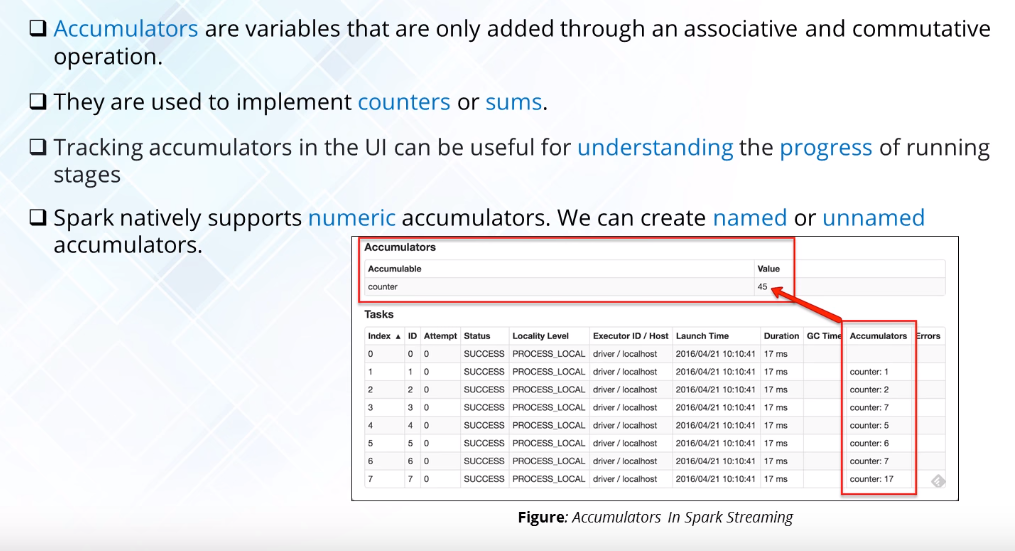 Accumulators are variables that are only added through an associative and commutative
operation.
They are used to implement counters or sums.
Tracking accumulators in the UI can be useful for understanding the progress of running
stages
Spark natively supports numeric accumulators. We can create named or unnamed
accumulators.
Accumulators
Accumulable Value
counter 45
Tasks
Index ▲ ID Attempt Status Locality Level Executor ID / Host Launch Time Duration GC Time Accumulators Errors
0 0 0 SUCCESS PROCESS_LOCAL driver / localhost 2016/04/21 10:10:41 17 ms
1 1 0 SUCCESS PROCESS_LOCAL driver / localhost 2016/04/21 10:10:41 17 ms counter: 1
2 2 0 SUCCESS PROCESS_LOCAL driver / localhost 2016/04/21 10:10:41 17 ms counter: 2
3 3 0 SUCCESS PROCESS_LOCAL driver / localhost 2016/04/21 10:10:41 17 ms counter: 7
4 4 0 SUCCESS PROCESS_LOCAL driver / localhost 2016/04/21 10:10:41 17 ms counter: 5
5 5 0 SUCCESS PROCESS_LOCAL driver / localhost 2016/04/21 10:10:41 17 ms counter: 6
6 6 0 SUCCESS PROCESS_LOCAL driver / localhost 2016/04/21 10:10:41 17 ms counter: 7
7 7 0 SUCCESS PROCESS_LOCAL driver / localhost 2016/04/21 10:10:41 17 ms counter: 17
Figure: Accumulators In Spark Streaming